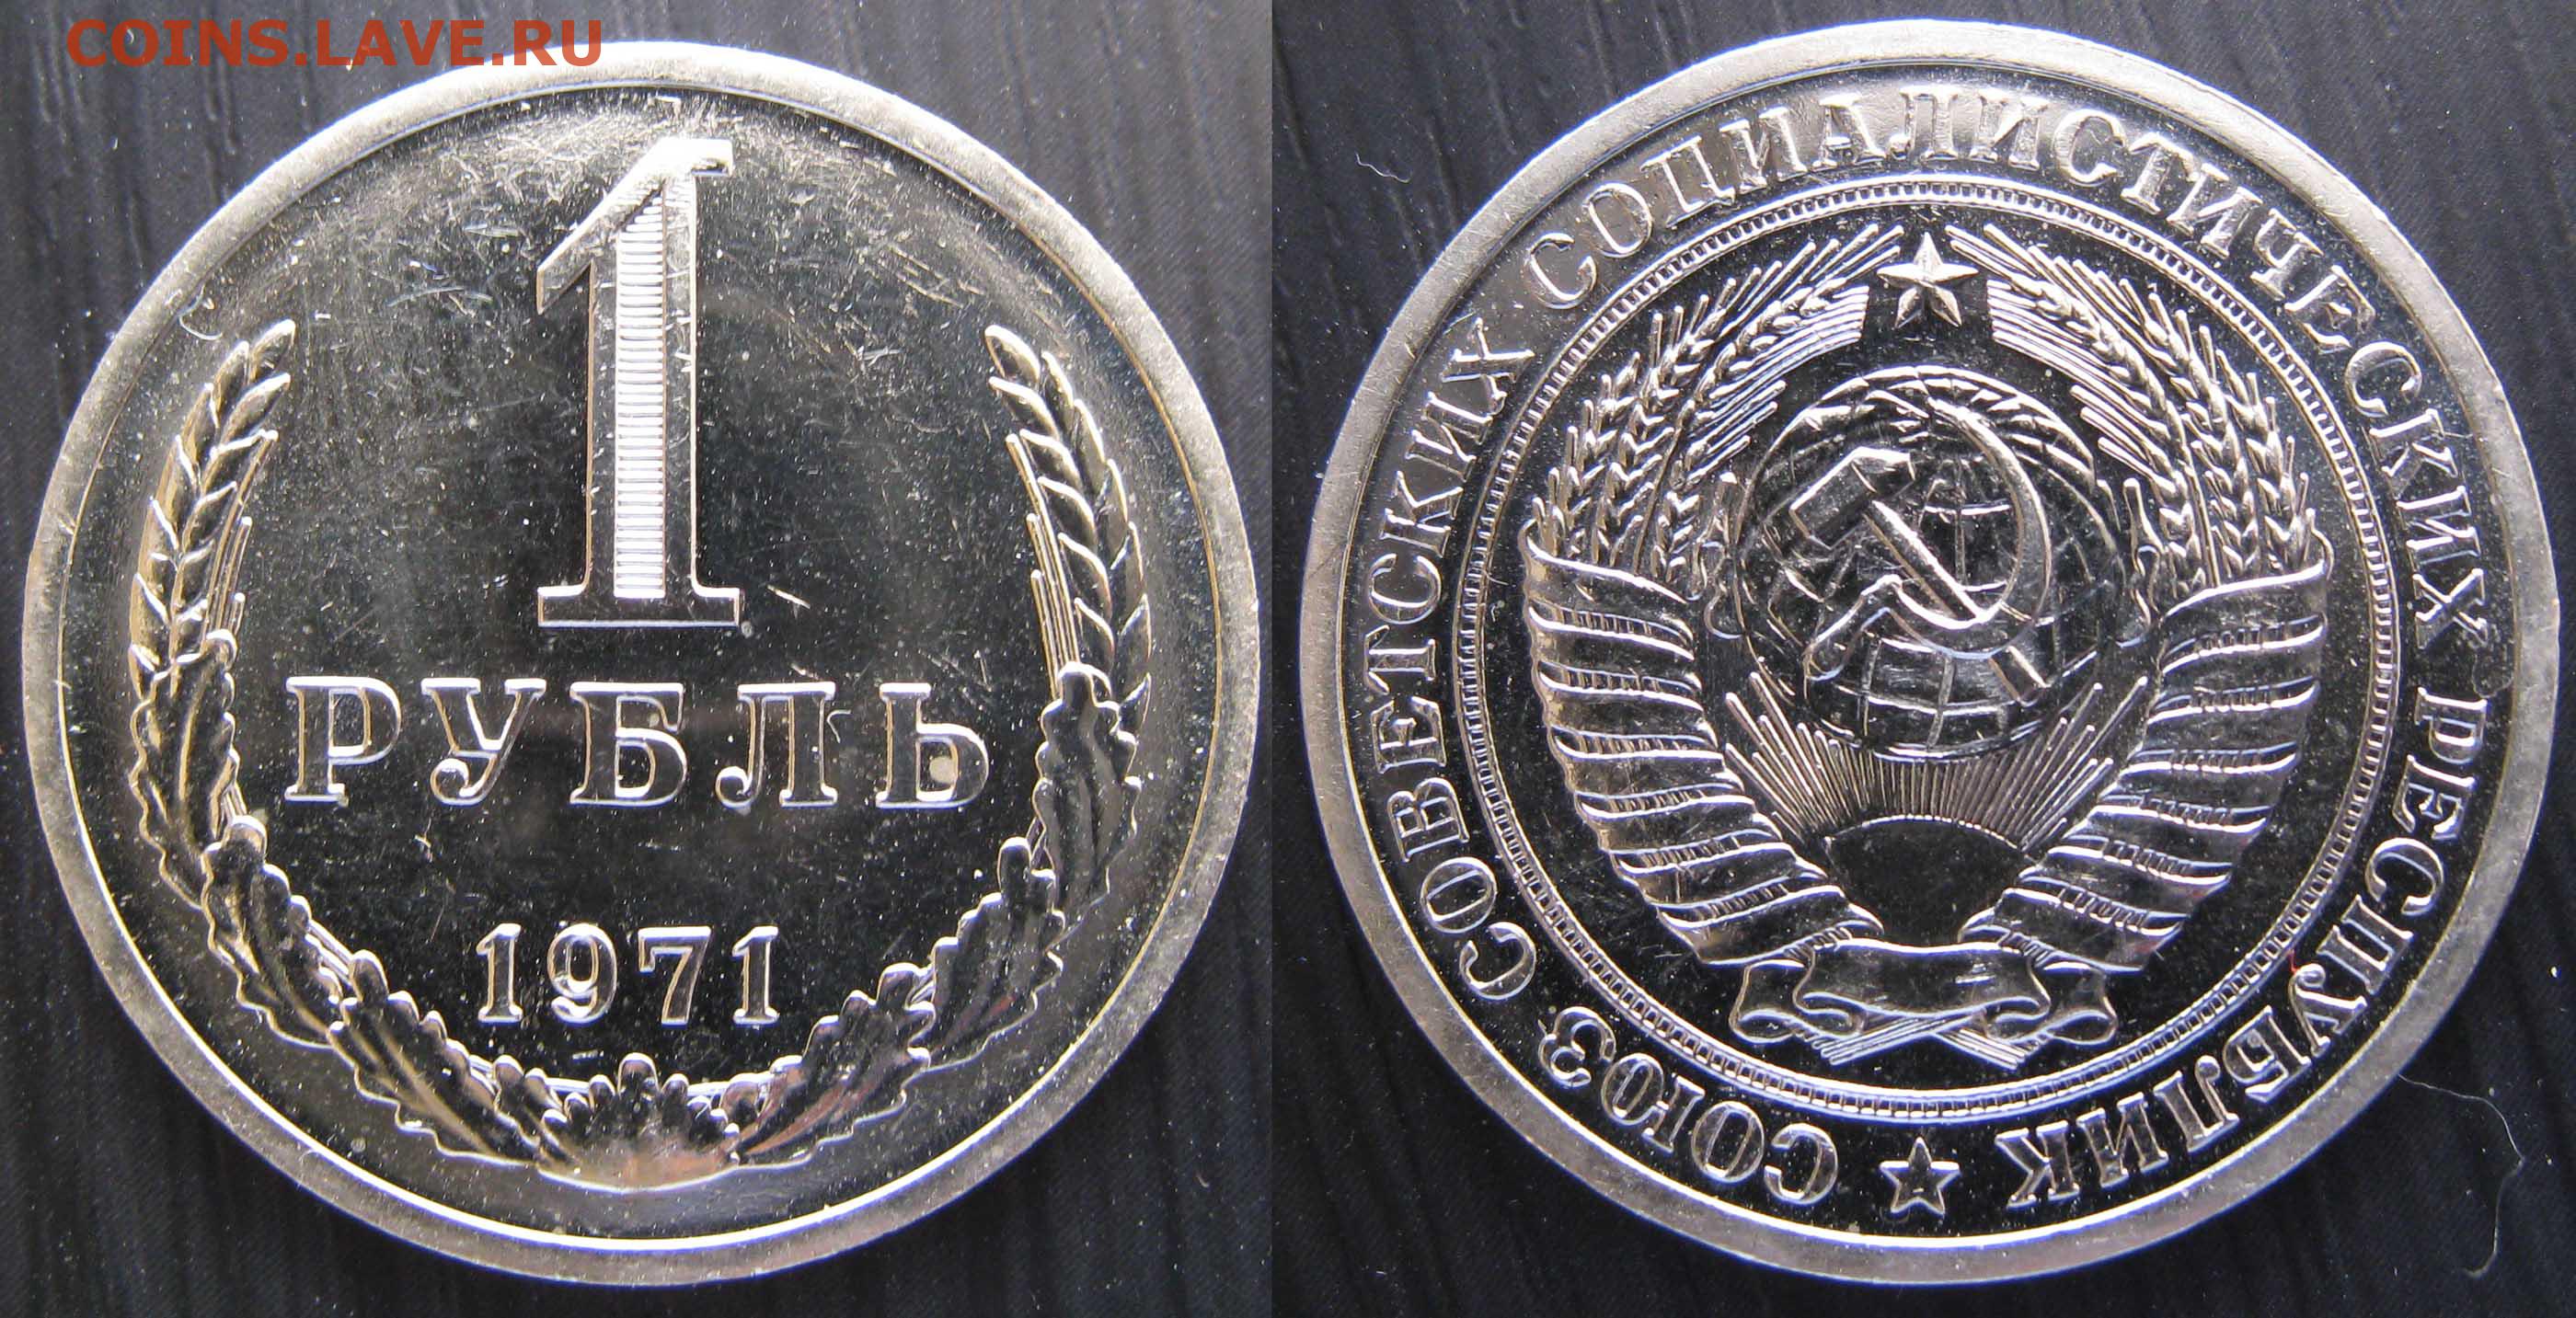 COINS.LAVE.RU
1
РУБЛЬ
1971
СОЮЗ СОВЕТСКИХ СОЦИАЛИСТИЧЕСКИХ РЕСПУБЛИК